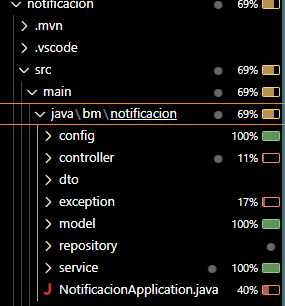 notificacion 69%
.mvn
.vscode
src 69%
main 69%
java\bm\notificacion 69%
config 100%
controller 11%
dto
exception 17%
model 100%
repository
service 100%
J NotificacionApplication.java 40%